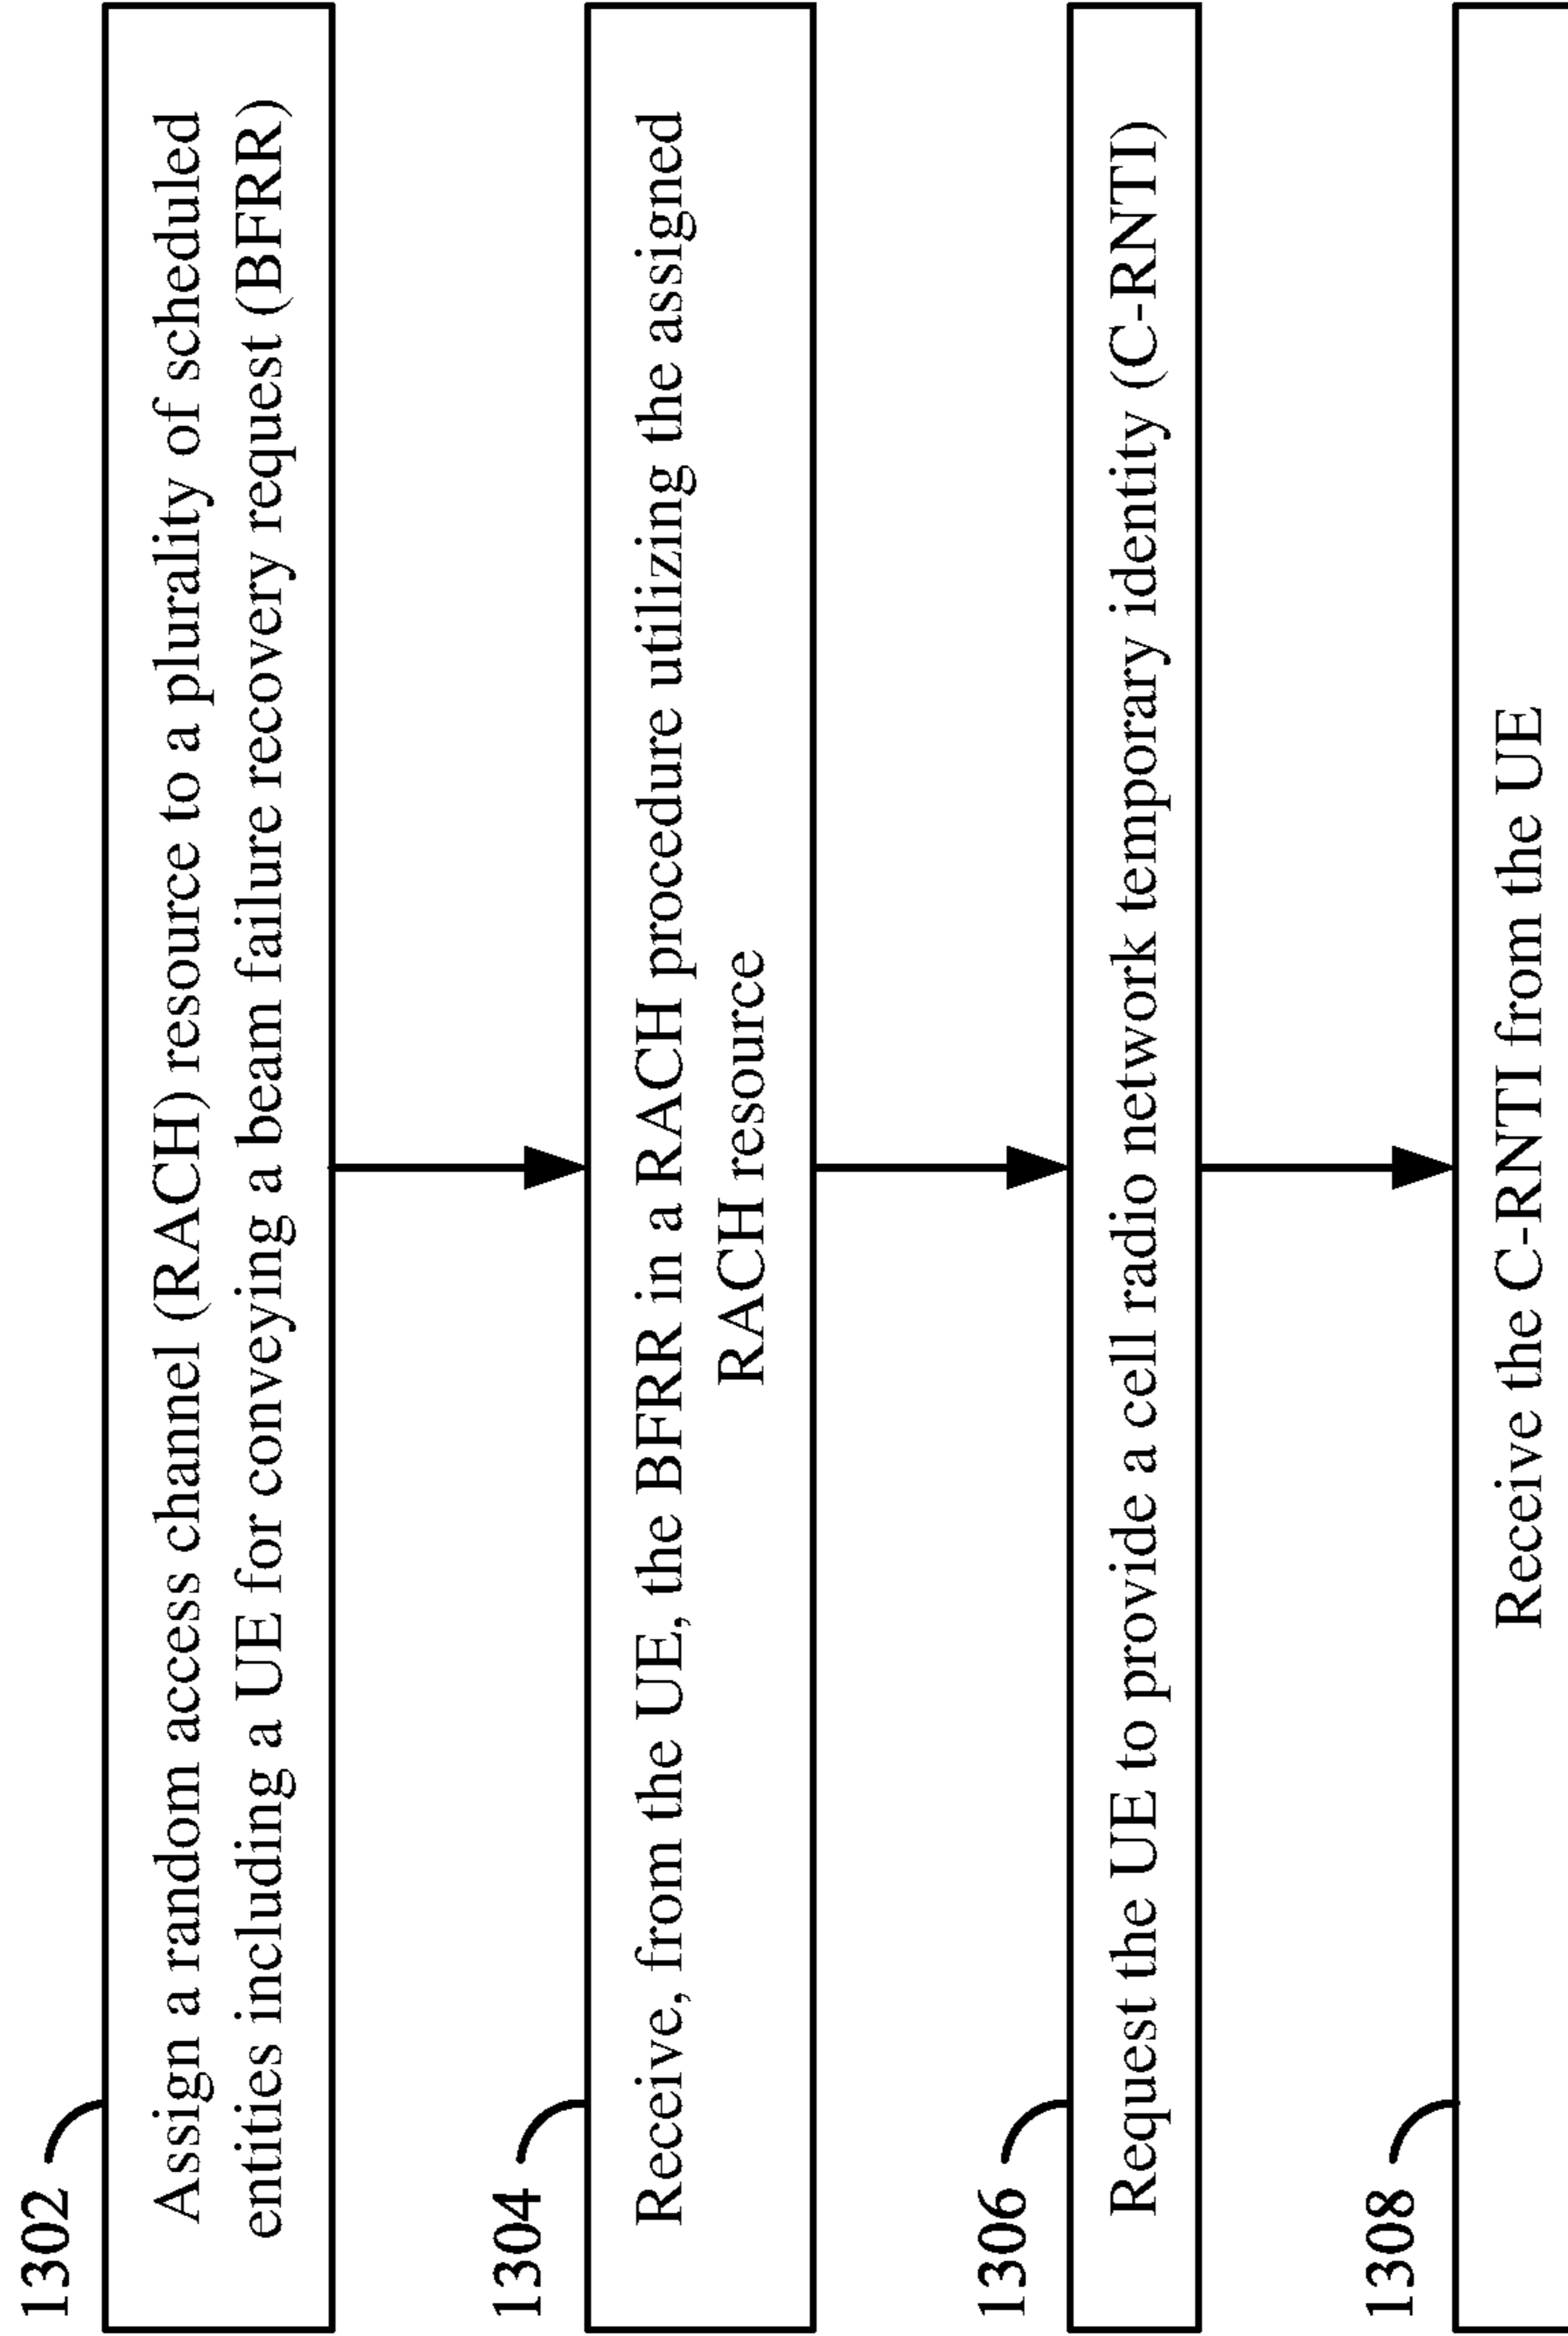 1302
Assign a random access channel (RACH) resource to a plurality of scheduled
entities including a UE for conveying a beam failure recovery request (BFRR)
1304
Receive, from the UE, the BFRR in a RACH procedure utilizing the assigned
RACH resource
1306
Request the UE to provide a cell radio network temporary identity (C-RNTI)
1308
Receive the C-RNTI from the UE